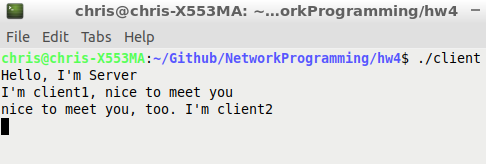 chris@chris-X553MA: ~…orkProgramming/hw4
File Edit Tabs Help
chris@chris-X553MA:~/Github/NetworkProgramming/hw4$ ./client
Hello, I'm Server
I'm client1, nice to meet you
nice to meet you, too. I'm client2